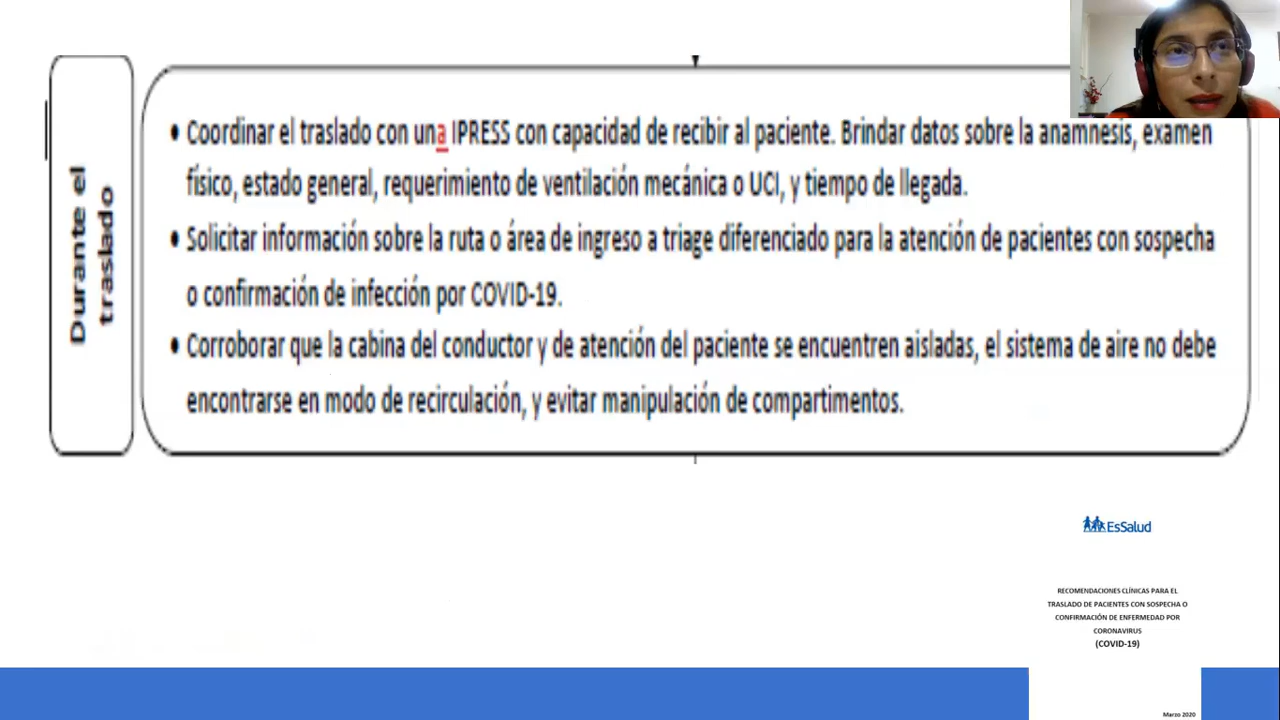 Durante el
traslado
• Coordinar el traslado con una IPRESS con capacidad de recibir al paciente. Brindar datos sobre la anamnesis, examen
físico, estado general, requerimiento de ventilación mecánica o UCI, y tiempo de llegada.
• Solicitar información sobre la ruta o área de ingreso a triage diferenciado para la atención de pacientes con sospecha
o confirmación de infección por COVID-19.
• Corroborar que la cabina del conductor y de atención del paciente se encuentren aisladas, el sistema de aire no debe
encontrarse en modo de recirculación, y evitar manipulación de compartimentos.
EsSalud
RECOMENDACIONES CLÍNICAS PARA EL
TRASLADO DE PACIENTES CON SOSPECHA O
CONFIRMACIÓN DE ENFERMEDAD POR
CORONAVIRUS
(COVID-19)
Marzo 2020